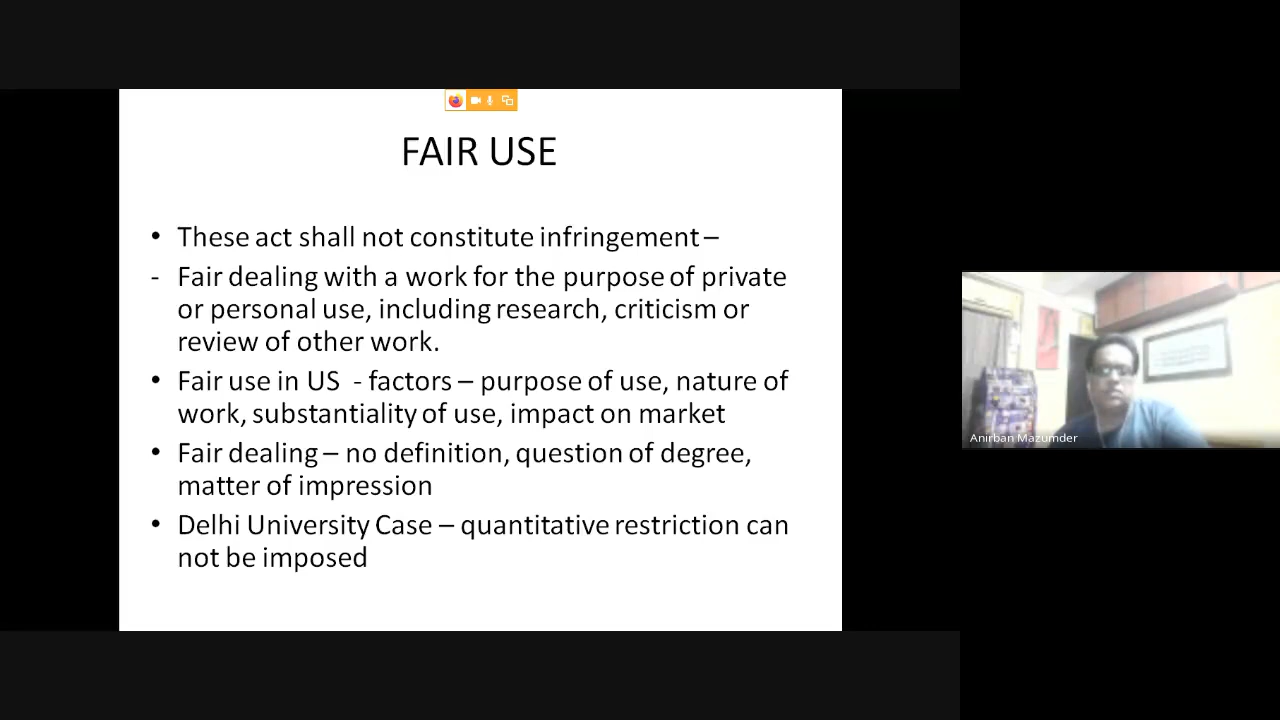 FAIR USE
• These act shall not constitute infringement –
- Fair dealing with a work for the purpose of private
or personal use, including research, criticism or
review of other work.
• Fair use in US - factors – purpose of use, nature of
work, substantiality of use, impact on market
• Fair dealing – no definition, question of degree,
matter of impression
• Delhi University Case – quantitative restriction can
not be imposed
Anirban Mazumder